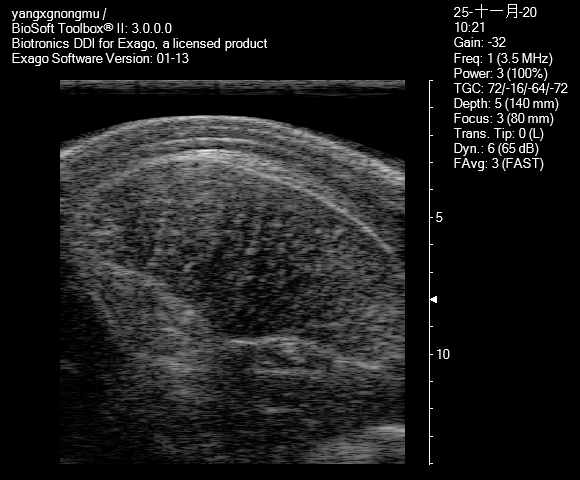 yangxgnongmu /
BioSoft Toolbox® II: 3.0.0.0
Biotronics DDI for Exago, a licensed product
Exago Software Version: 01-13
25-十一月-20
10:21
Gain: -32
Freq: 1 (3.5 MHz)
Power: 3 (100%)
TGC: 72/-16/-64/-72
Depth: 5 (140 mm)
Focus: 3 (80 mm)
Trans. Tip: 0 (L)
Dyn.: 6 (65 dB)
FAvg: 3 (FAST)
5
10